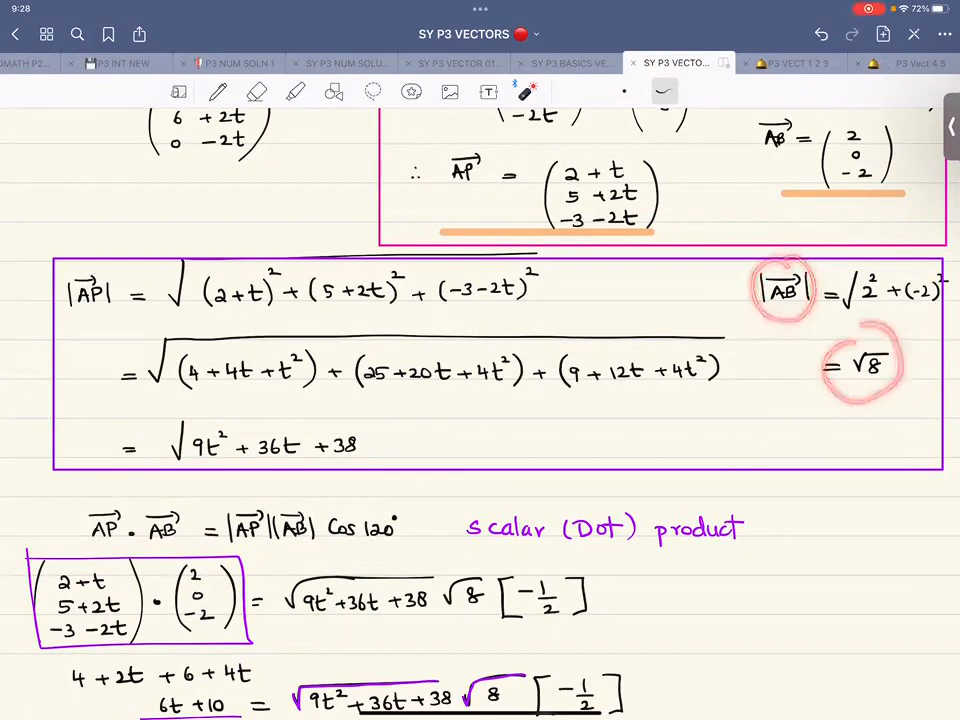 9:28
72%
SY P3 VECTORS
OMATH P2...
P3 INT NEW
P3 NUM SOLN 1
SY P3 NUM SOLU...
SY P3 VECTOR 01...
SY P3 BASICS VE...
SY P3 VECTO...
P3 VECT 1 2 3
P3 Vect 4 5
6 + 2t
0 - 2t
-2t
∴ AP = (2 + t
5 + 2t
-3 - 2t)
AB = (2
0
-2)
|AP| = √(2+t)² + (5+2t)² + (-3-2t)²
|AB| = √2² + (-2)²
= √(4+4t+t²) + (25+20t+4t²) + (9+12t+4t²)
= √8
= √9t² + 36t + 38
AP · AB = |AP||AB| Cos 120° scalar (Dot) product
(2+t
5+2t
-3-2t) · (2
0
-2) = √9t²+36t+38 √8 [-1/2]
4 + 2t + 6 + 4t
6t + 10 = √9t² + 36t + 38 √8 [-1/2]